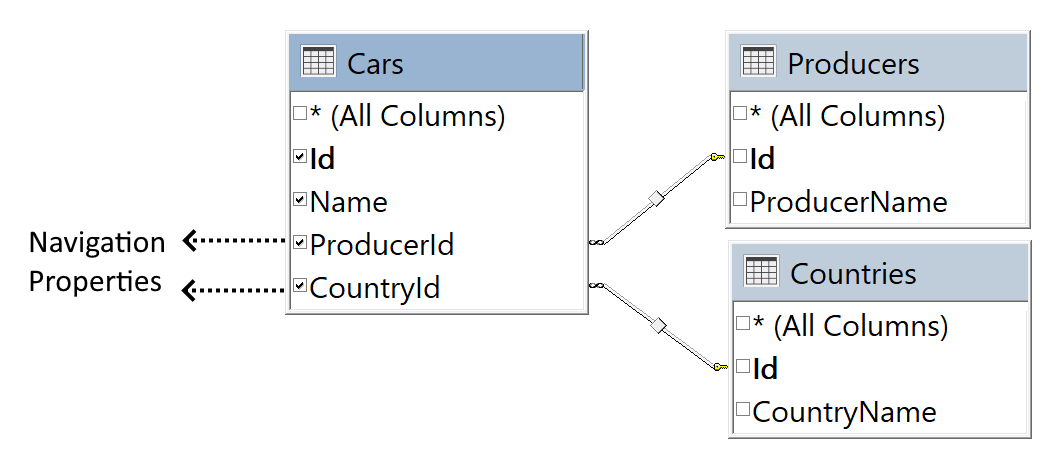 Cars
* (All Columns)
Id
Name
ProducerId
CountryId
Navigation
Properties
Producers
* (All Columns)
Id
ProducerName
Countries
* (All Columns)
Id
CountryName